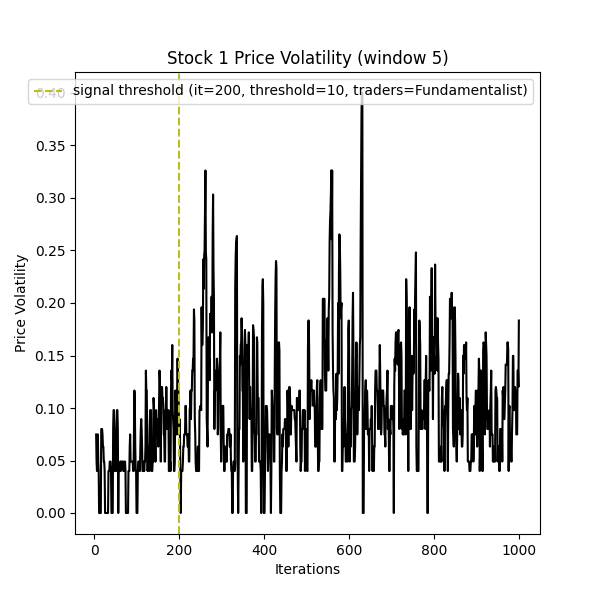 Stock 1 Price Volatility (window 5)
signal threshold (it=200, threshold=10, traders=Fundamentalist)
0.40
0.35
0.30
0.25
0.20
0.15
0.10
0.05
0.00
Price Volatility
0 200 400 600 800 1000
Iterations